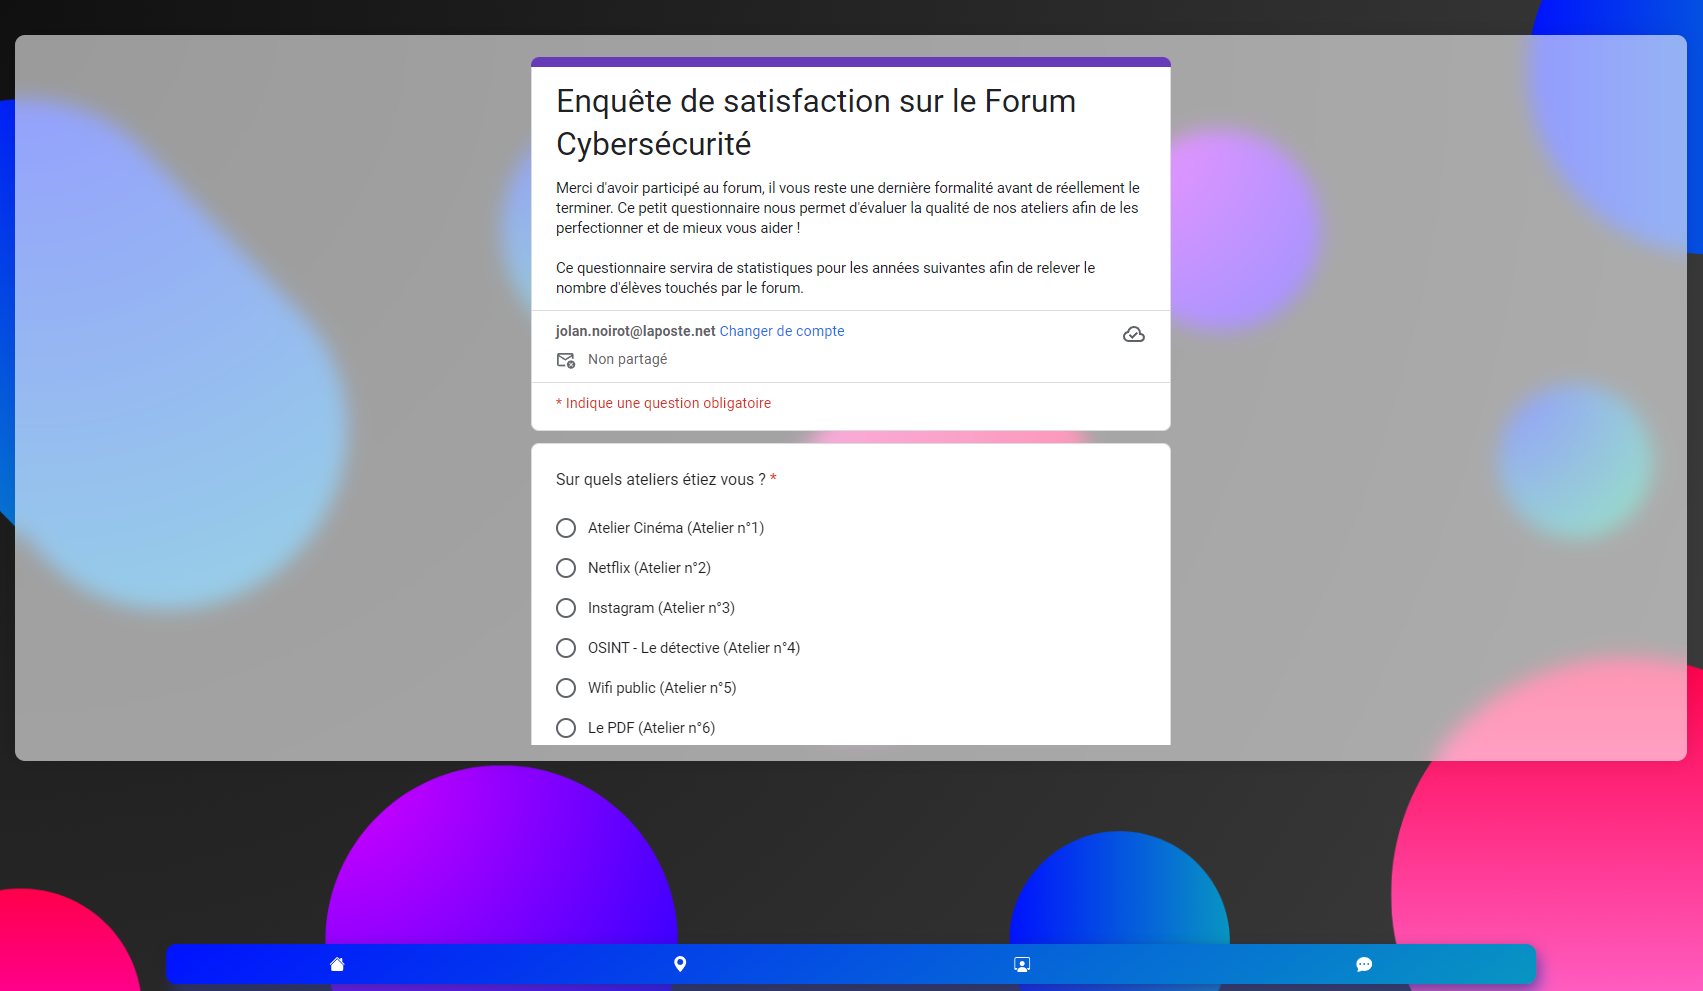 Enquête de satisfaction sur le Forum
Cybersécurité
Merci d'avoir participé au forum, il vous reste une dernière formalité avant de réellement le
terminer. Ce petit questionnaire nous permet d'évaluer la qualité de nos ateliers afin de les
perfectionner et de mieux vous aider !
Ce questionnaire servira de statistiques pour les années suivantes afin de relever le
nombre d'élèves touchés par le forum.
jolan.noirot@laposte.net Changer de compte
Non partagé
* Indique une question obligatoire
Sur quels ateliers étiez vous ? *
Atelier Cinéma (Atelier n°1)
Netflix (Atelier n°2)
Instagram (Atelier n°3)
OSINT - Le détective (Atelier n°4)
Wifi public (Atelier n°5)
Le PDF (Atelier n°6)